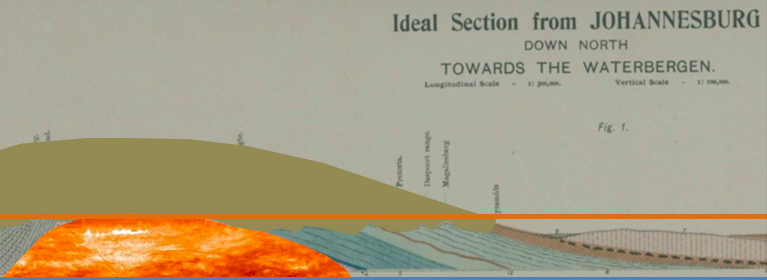 Ideal Section from JOHANNESBURG
DOWN NORTH
TOWARDS THE WATERBERGEN.
Longitudinal Scale - 1: 500,000. Vertical Scale - 1: 100,000.
Fig. 1.
Pretoria.
Daspoort range.
Magaliesberg